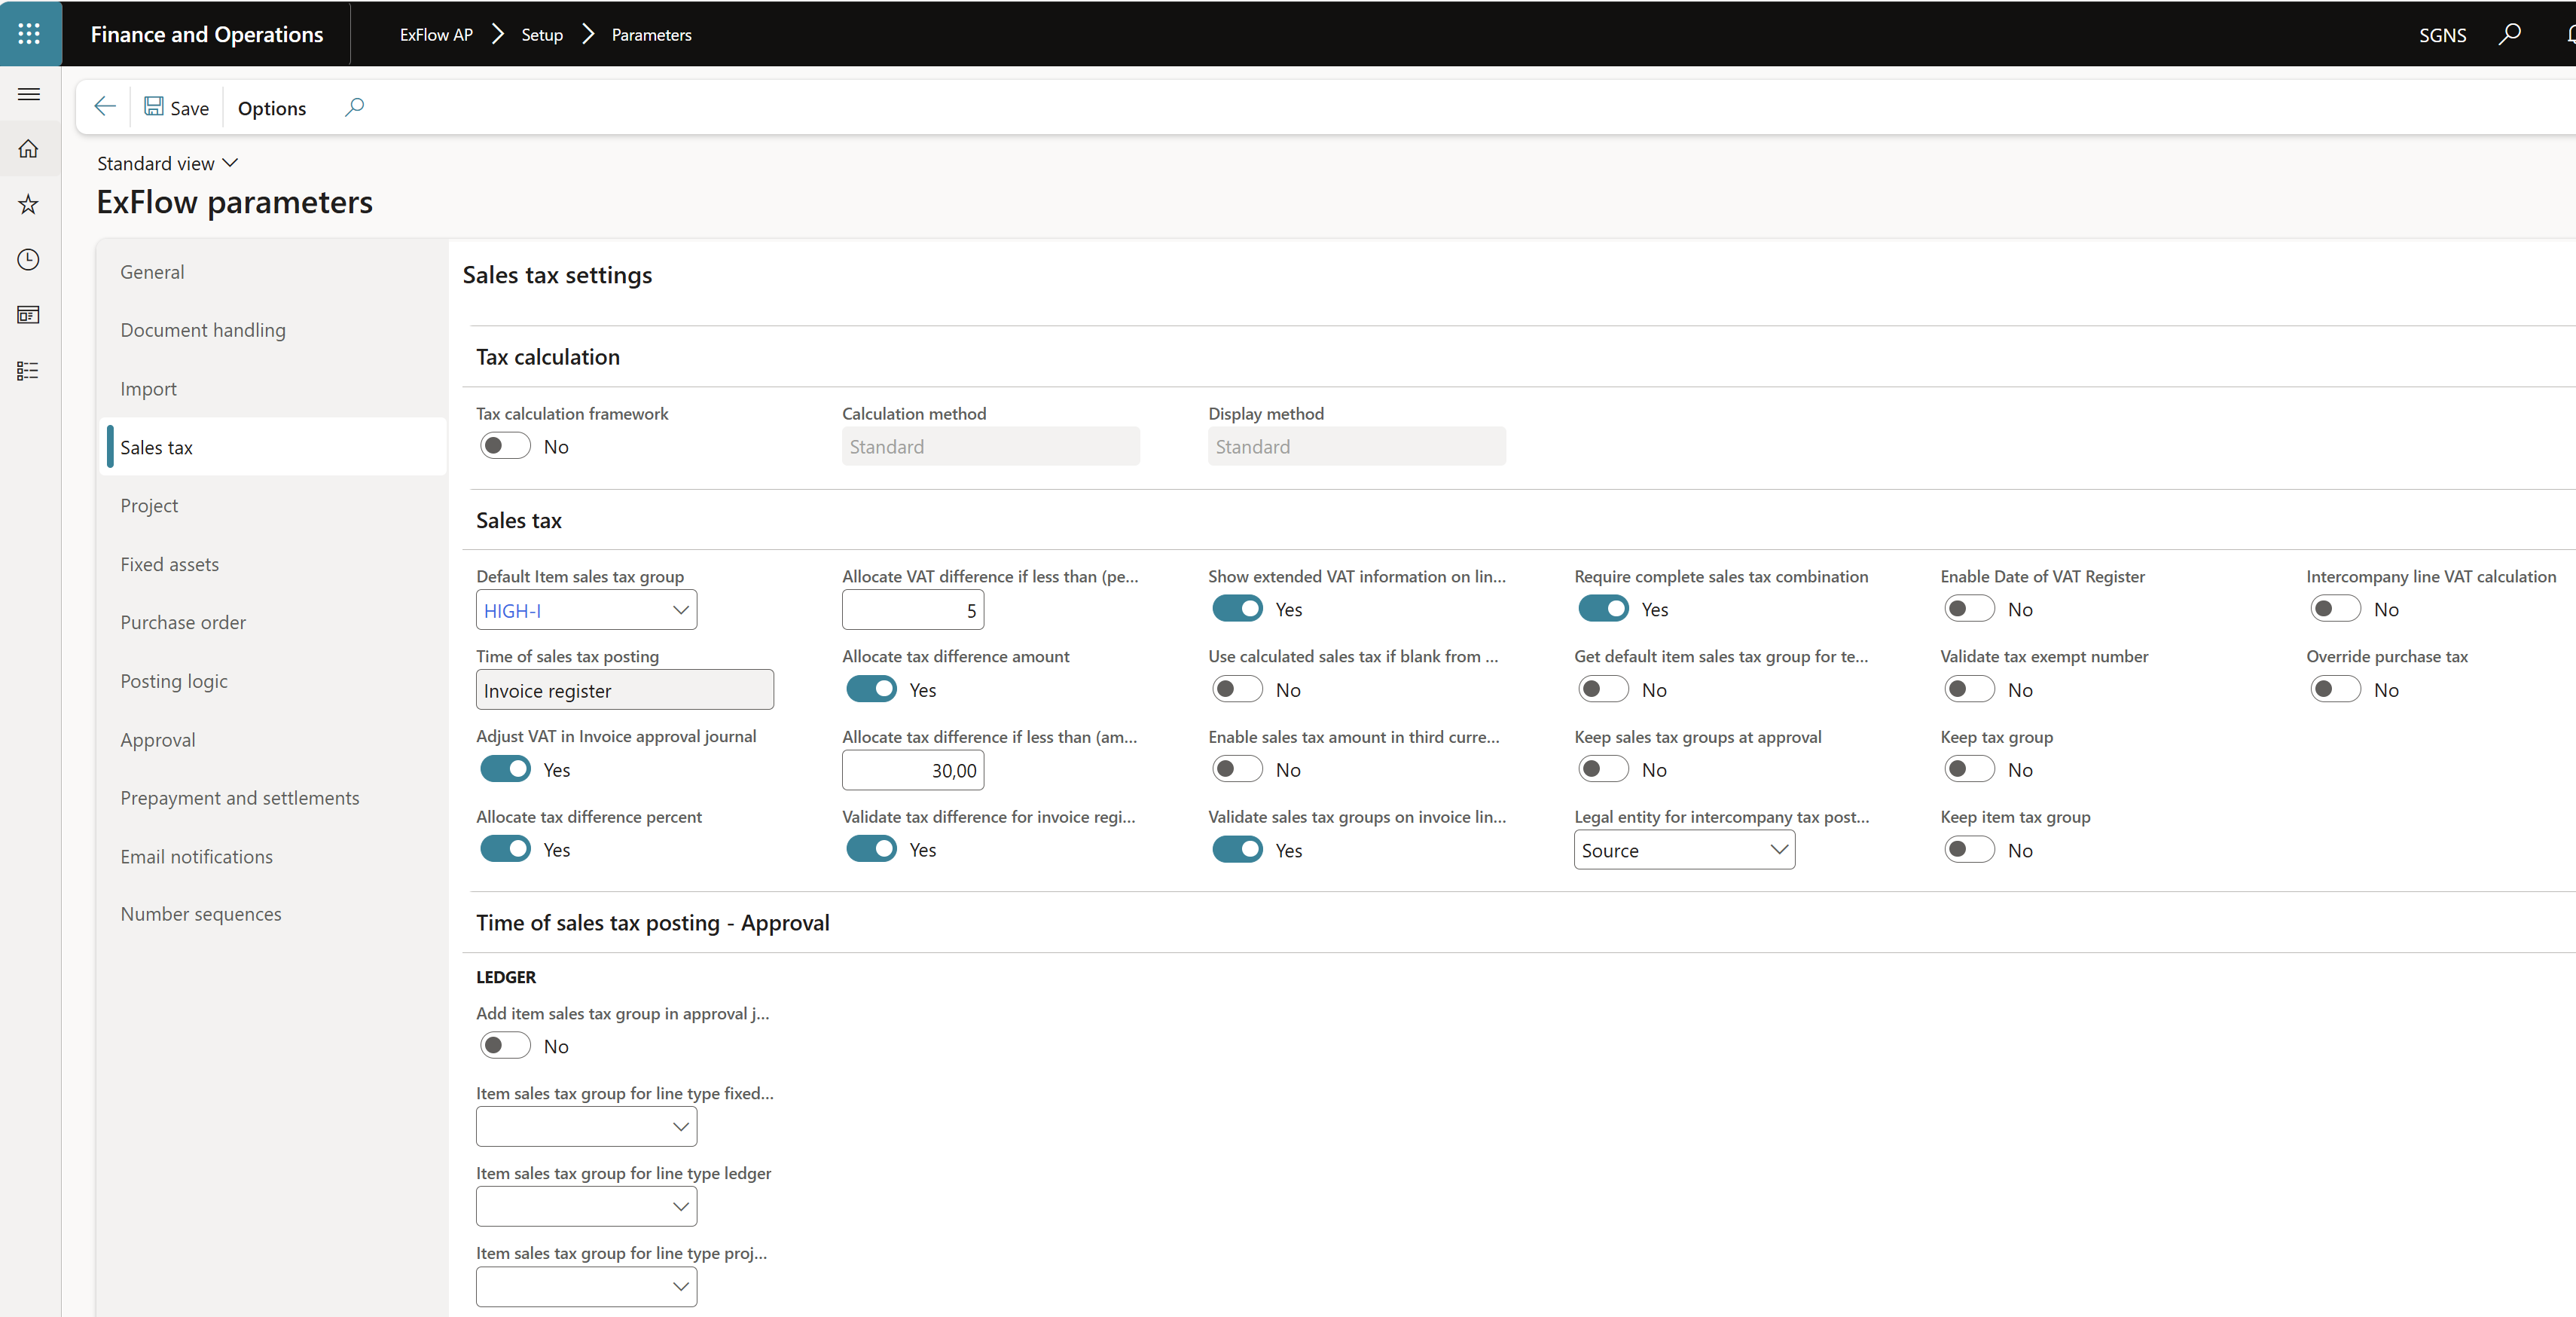 Finance and Operations
ExFlow AP
Setup
Parameters
SGNS
Save
Options
Standard view
ExFlow parameters
General
Document handling
Import
Sales tax
Project
Fixed assets
Purchase order
Posting logic
Approval
Prepayment and settlements
Email notifications
Number sequences
Sales tax settings
Tax calculation
Tax calculation framework
No
Calculation method
Standard
Display method
Standard
Sales tax
Default Item sales tax group
HIGH-I
Time of sales tax posting
Invoice register
Adjust VAT in Invoice approval journal
Yes
Allocate tax difference percent
Yes
Allocate VAT difference if less than (pe...
5
Allocate tax difference amount
Yes
Allocate tax difference if less than (am...
30,00
Validate tax difference for invoice regi...
Yes
Show extended VAT information on lin...
Yes
Use calculated sales tax if blank from ...
No
Enable sales tax amount in third curre...
No
Validate sales tax groups on invoice lin...
Yes
Require complete sales tax combination
Yes
Get default item sales tax group for te...
No
Keep sales tax groups at approval
No
Legal entity for intercompany tax post...
Source
Enable Date of VAT Register
No
Validate tax exempt number
No
Keep tax group
No
Keep item tax group
No
Intercompany line VAT calculation
No
Override purchase tax
No
Time of sales tax posting - Approval
LEDGER
Add item sales tax group in approval j...
No
Item sales tax group for line type fixed...
Item sales tax group for line type ledger
Item sales tax group for line type proj...